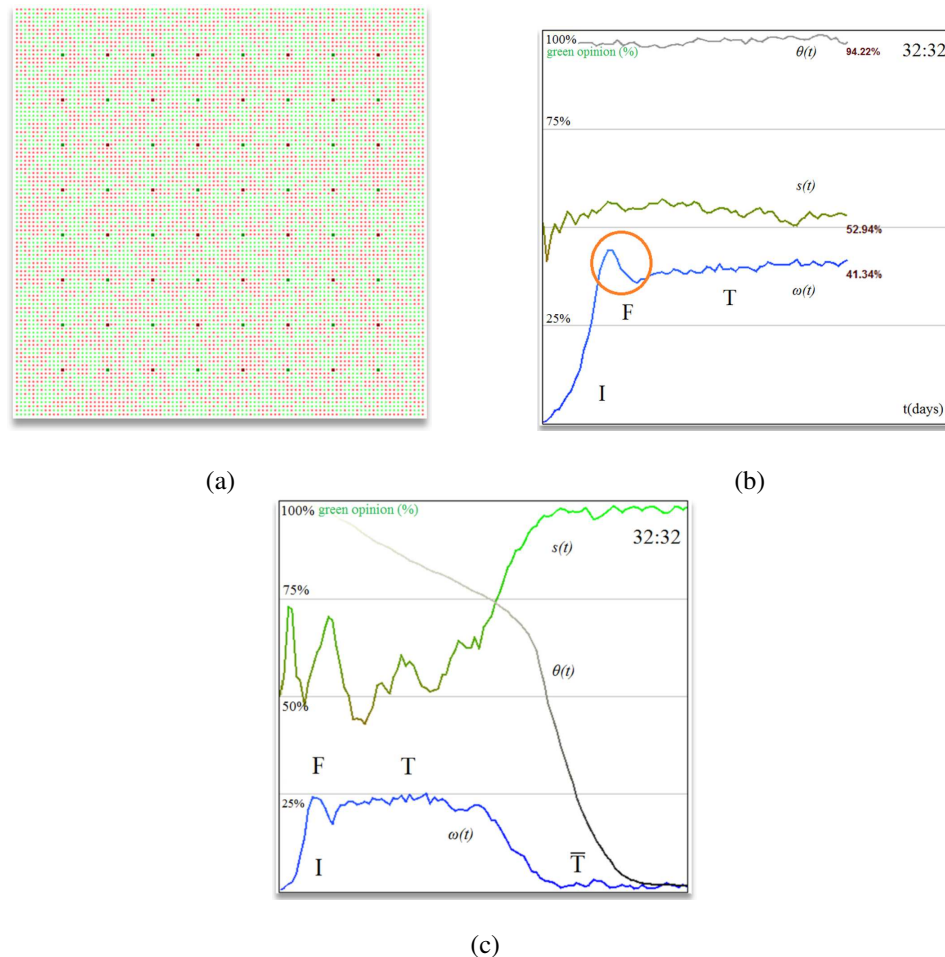 (a)
100%
green opinion (%)
θ(t)
94.22%
32:32
75%
s(t)
52.94%
ω(t)
41.34%
F
T
25%
I
t(days)
(b)
100% green opinion (%)
s(t)
32:32
75%
θ(t)
50%
F
T
25%
ω(t)
I
T̅
(c)